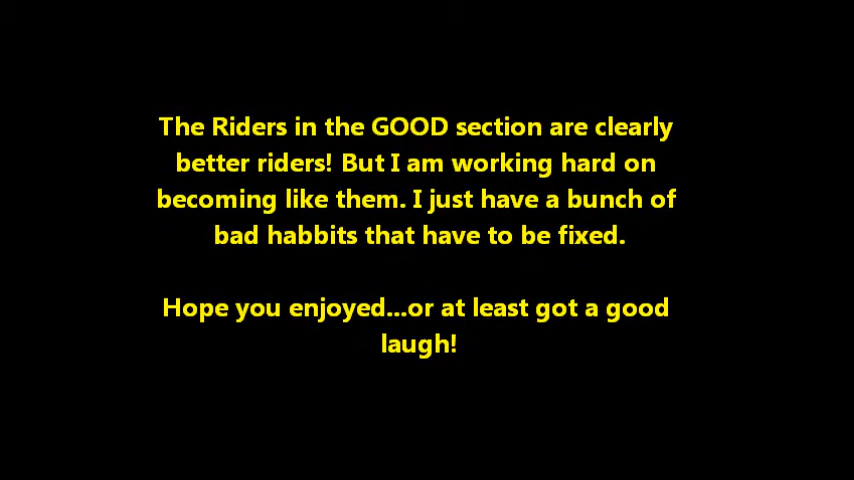 The Riders in the GOOD section are clearly
better riders! But I am working hard on
becoming like them. I just have a bunch of
bad habbits that have to be fixed.
Hope you enjoyed...or at least got a good
laugh!